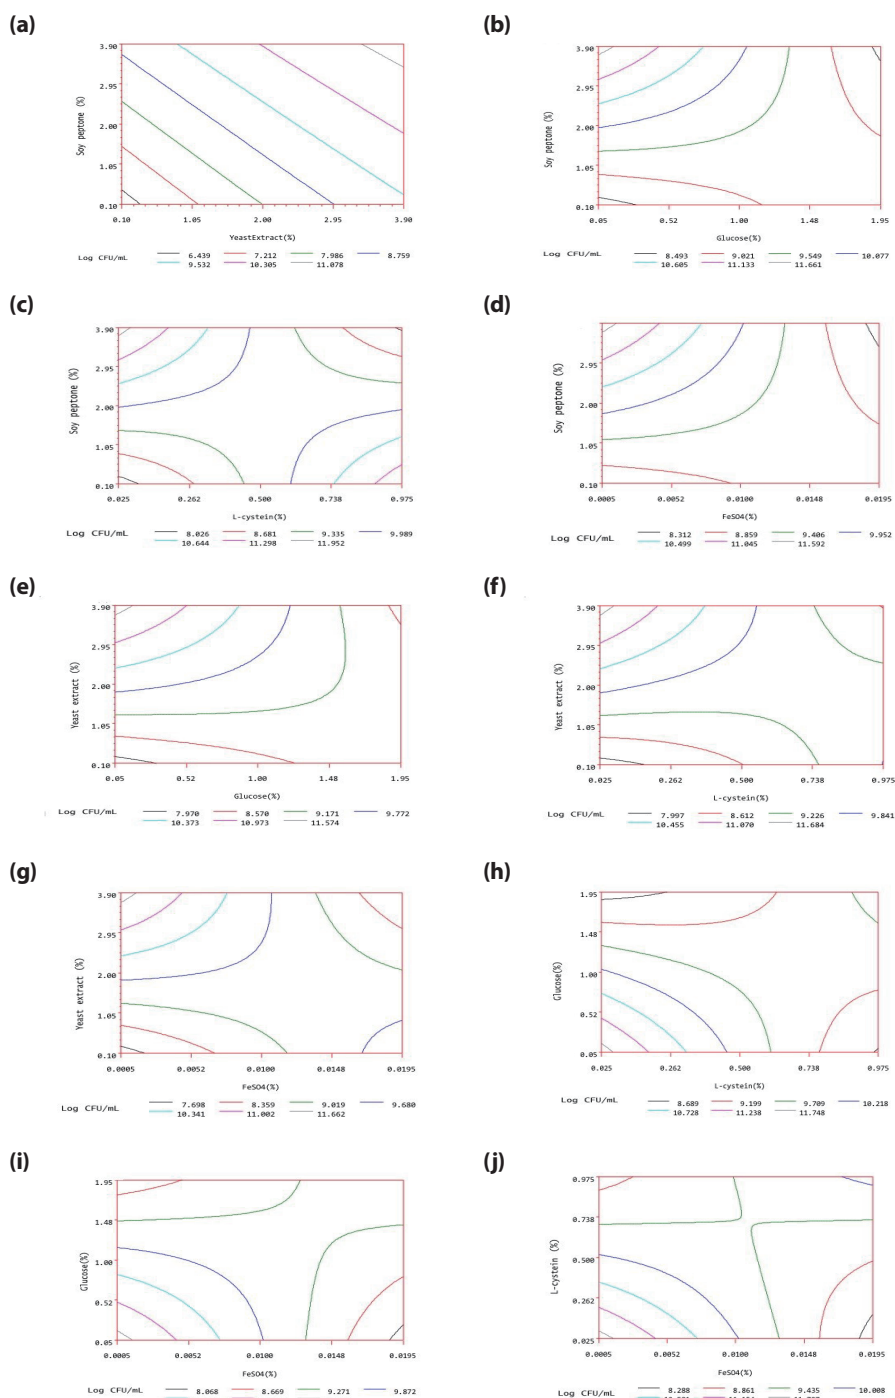 (a)
3.90
2.95
2.00
1.05
0.10
Soy peptone (%)
0.10 1.05 2.00 2.95 3.90
YeastExtract(%)
Log CFU/mL 6.439 7.212 7.986 8.759
9.532 10.305 11.078
(b)
3.90
2.95
2.00
1.05
0.10
Soy peptone (%)
0.05 0.52 1.00 1.48 1.95
Glucose(%)
Log CFU/mL 8.493 9.021 9.549 10.077
10.605 11.133 11.661
(c)
3.90
2.95
2.00
1.05
0.10
Soy peptone (%)
0.025 0.262 0.500 0.738 0.975
L-cystein(%)
Log CFU/mL 8.026 8.681 9.335 9.989
10.644 11.298 11.952
(d)
3.90
2.95
2.00
1.05
0.10
Soy peptone (%)
0.0005 0.0052 0.0100 0.0148 0.0195
FeSO4(%)
Log CFU/mL 8.312 8.859 9.406 9.952
10.499 11.045 11.592
(e)
3.90
2.95
2.00
1.05
0.10
Yeast extract (%)
0.05 0.52 1.00 1.48 1.95
Glucose(%)
Log CFU/mL 7.970 8.570 9.171 9.772
10.373 10.973 11.574
(f)
3.90
2.95
2.00
1.05
0.10
Yeast extract (%)
0.025 0.262 0.500 0.738 0.975
L-cystein(%)
Log CFU/mL 7.997 8.612 9.226 9.841
10.455 11.070 11.684
(g)
3.90
2.95
2.00
1.05
0.10
Yeast extract (%)
0.0005 0.0052 0.0100 0.0148 0.0195
FeSO4(%)
Log CFU/mL 7.698 8.359 9.019 9.680
10.341 11.002 11.662
(h)
1.95
1.48
1.00
0.52
0.05
Glucose(%)
0.025 0.262 0.500 0.738 0.975
L-cystein(%)
Log CFU/mL 8.689 9.199 9.709 10.218
10.728 11.238 11.748
(i)
1.95
1.48
1.00
0.52
0.05
Glucose(%)
0.0005 0.0052 0.0100 0.0148 0.0195
FeSO4(%)
Log CFU/mL 8.068 8.669 9.271 9.872
(j)
0.975
0.738
0.500
0.262
0.025
L-cystein (%)
0.0005 0.0052 0.0100 0.0148 0.0195
FeSO4(%)
Log CFU/mL 8.288 8.861 9.435 10.008